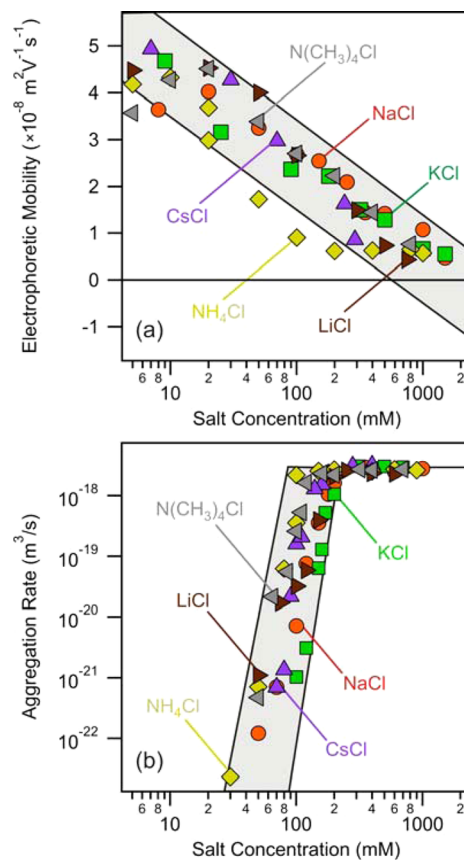 5
4
3
2
1
0
-1
Electrophoretic Mobility (×10⁻⁸ m²V⁻¹s⁻¹)
N(CH₃)₄Cl
NaCl
KCl
CsCl
NH₄Cl
LiCl
(a)
6 8 10 2 4 6 8 100 2 4 6 8 1000 2
Salt Concentration (mM)
10⁻¹⁸
10⁻¹⁹
10⁻²⁰
10⁻²¹
10⁻²²
Aggregation Rate (m³/s)
N(CH₃)₄Cl
KCl
LiCl
NaCl
NH₄Cl
CsCl
(b)
6 8 10 2 4 6 8 100 2 4 6 8 1000 2
Salt Concentration (mM)